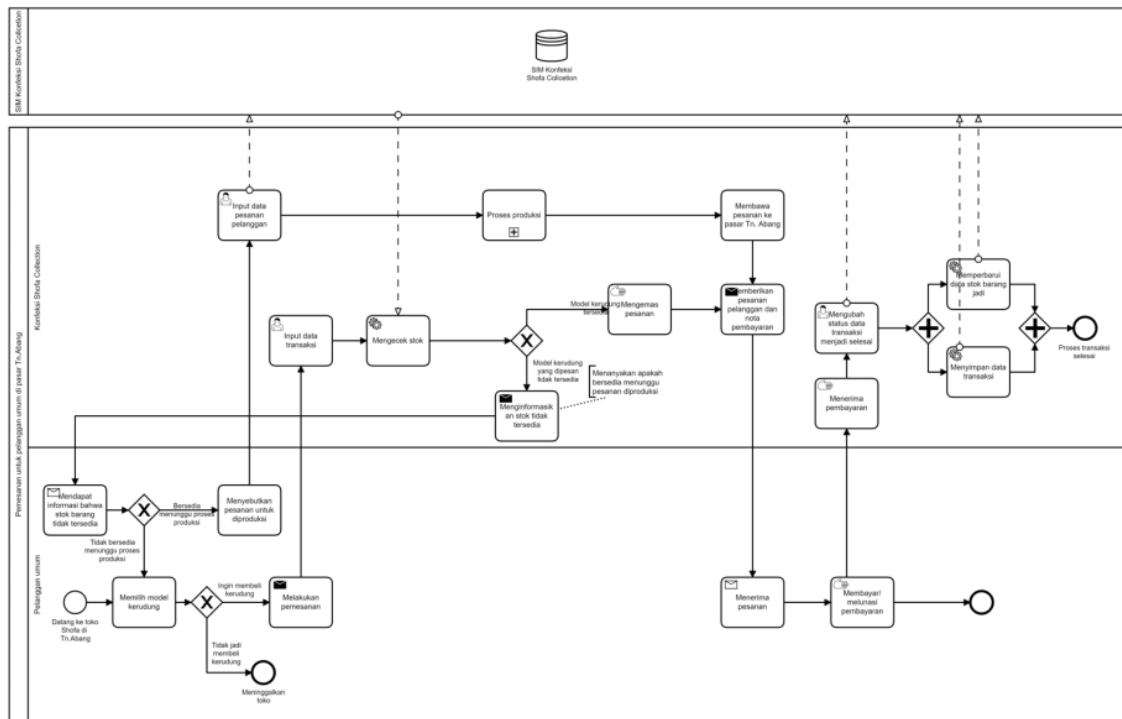 SIM Konfeksi Shofa Collcetion
SIM Konfeksi
Shofa Collcetion
Pemesanan untuk pelanggan umum di pasar Tn.Abang
Konfeksi Shofa Collection
Input data
pesanan
pelanggan
Proses produksi
Membawa
pesanan ke
pasar Tn. Abang
Input data
transaksi
Mengecek stok
Model kerudung
tersedia
Mengemas
pesanan
Memberikan
pesanan
pelanggan dan
nota
pembayaran
Model kerudung
yang dipesan
tidak tersedia
Menanyakan apakah
bersedia menunggu
pesanan diproduksi
Menginformasik
an stok tidak
tersedia
Mengubah
status data
transaksi
menjadi selesai
Menerima
pembayaran
Memperbarui
data stok barang
jadi
Menyimpan data
transaksi
Proses transaksi
selesai
Pelanggan umum
Mendapat
informasi bahwa
stok barang
tidak tersedia
Bersedia
menunggu proses
produksi
Menyebutkan
pesanan untuk
diproduksi
Tidak bersedia
menunggu proses
produksi
Datang ke toko
Shofa di
Tn.Abang
Memilih model
kerudung
Ingin membeli
kerudung
Melakukan
pemesanan
Tidak jadi
membeli
kerudung
Meninggalkan
toko
Menerima
pesanan
Membayar/
melunasi
pembayaran